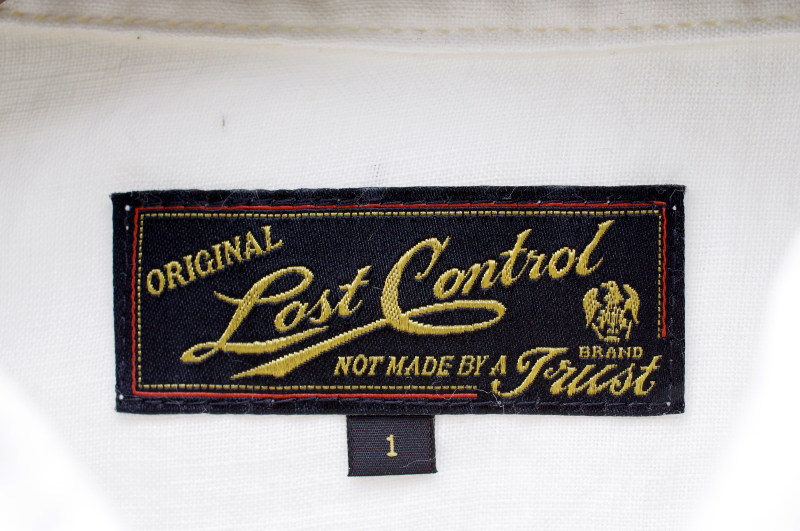 ORIGINAL
Lost Control
BRAND
NOT MADE BY A Trust
1